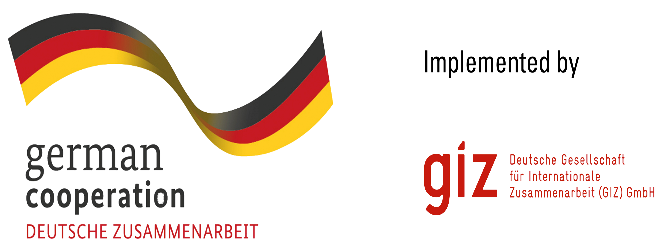 german
cooperation
DEUTSCHE ZUSAMMENARBEIT
Implemented by
giz
Deutsche Gesellschaft
für Internationale
Zusammenarbeit (GIZ) GmbH